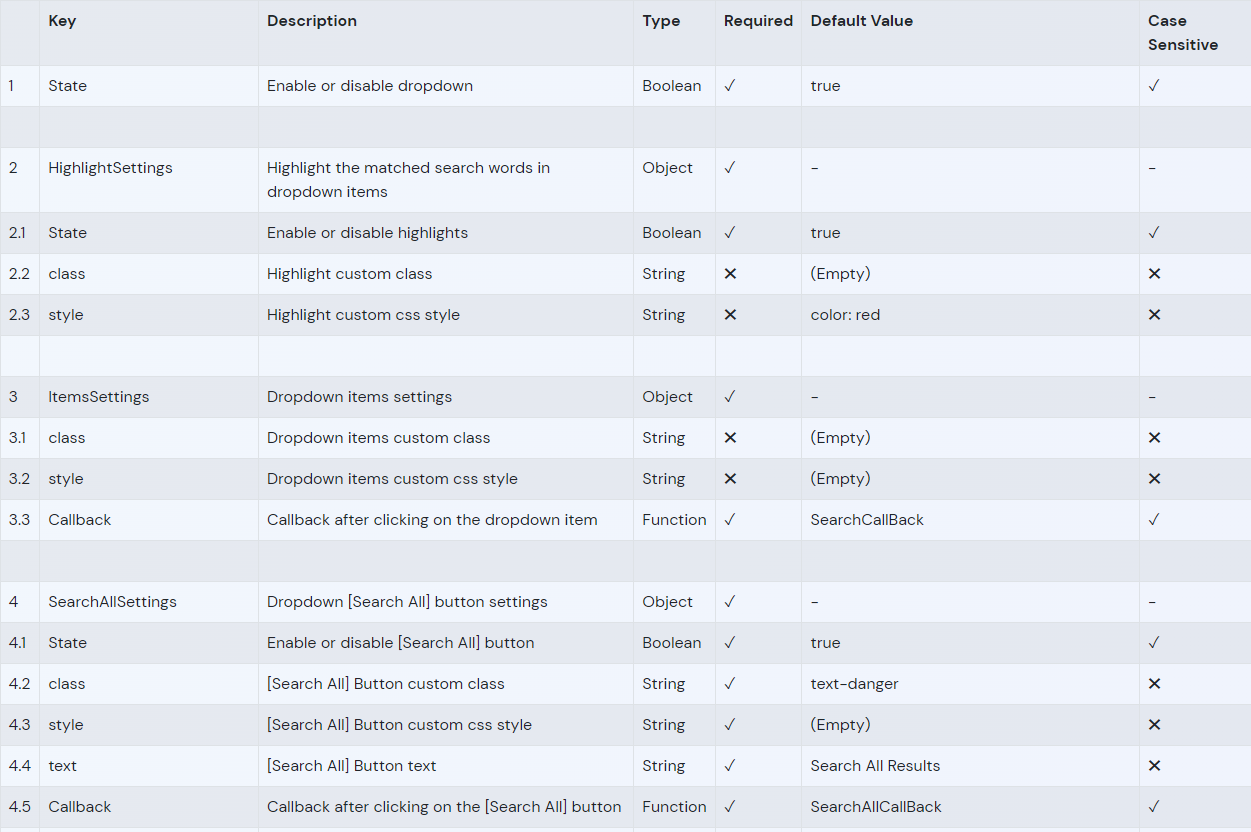 Key Description Type Required Default Value Case
Sensitive
1 State Enable or disable dropdown Boolean ✓ true ✓
2 HighlightSettings Highlight the matched search words in Object ✓ - -
dropdown items
2.1 State Enable or disable highlights Boolean ✓ true ✓
2.2 class Highlight custom class String ✕ (Empty) ✕
2.3 style Highlight custom css style String ✕ color: red ✕
3 ItemsSettings Dropdown items settings Object ✓ - -
3.1 class Dropdown items custom class String ✕ (Empty) ✕
3.2 style Dropdown items custom css style String ✕ (Empty) ✕
3.3 Callback Callback after clicking on the dropdown item Function ✓ SearchCallBack ✓
4 SearchAllSettings Dropdown [Search All] button settings Object ✓ - -
4.1 State Enable or disable [Search All] button Boolean ✓ true ✓
4.2 class [Search All] Button custom class String ✓ text-danger ✕
4.3 style [Search All] Button custom css style String ✓ (Empty) ✕
4.4 text [Search All] Button text String ✓ Search All Results ✕
4.5 Callback Callback after clicking on the [Search All] button Function ✓ SearchAllCallBack ✓